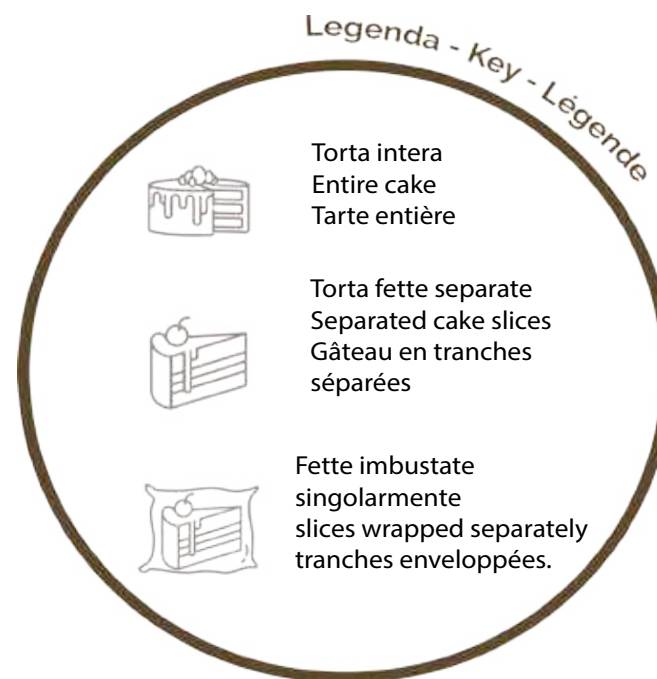 Legenda - Key - Légende
Torta intera
Entire cake
Tarte entière
Torta fette separate
Separated cake slices
Gâteau en tranches
séparées
Fette imbustate
singolarmente
slices wrapped separately
tranches enveloppées.